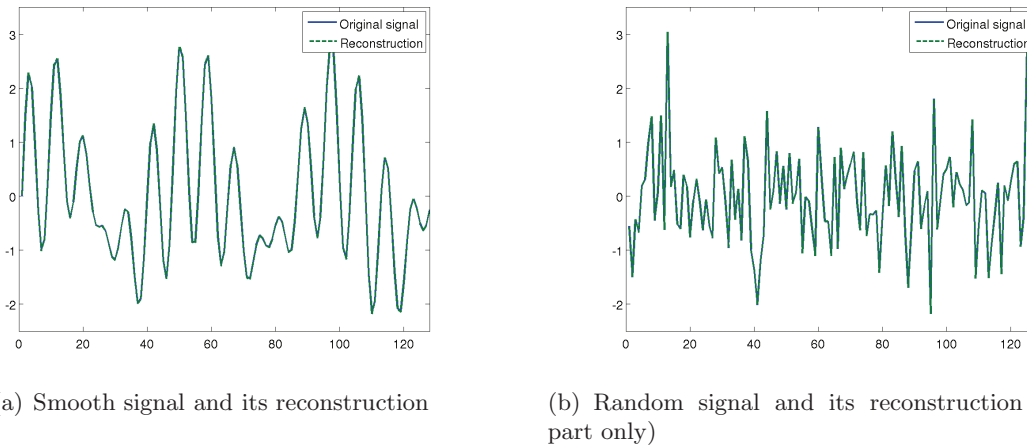 Original signal
Reconstruction
3
2
1
0
-1
-2
0 20 40 60 80 100 120
a) Smooth signal and its reconstruction
Original signal
Reconstruction
3
2
1
0
-1
-2
0 20 40 60 80 100 120
(b) Random signal and its reconstruction
part only)